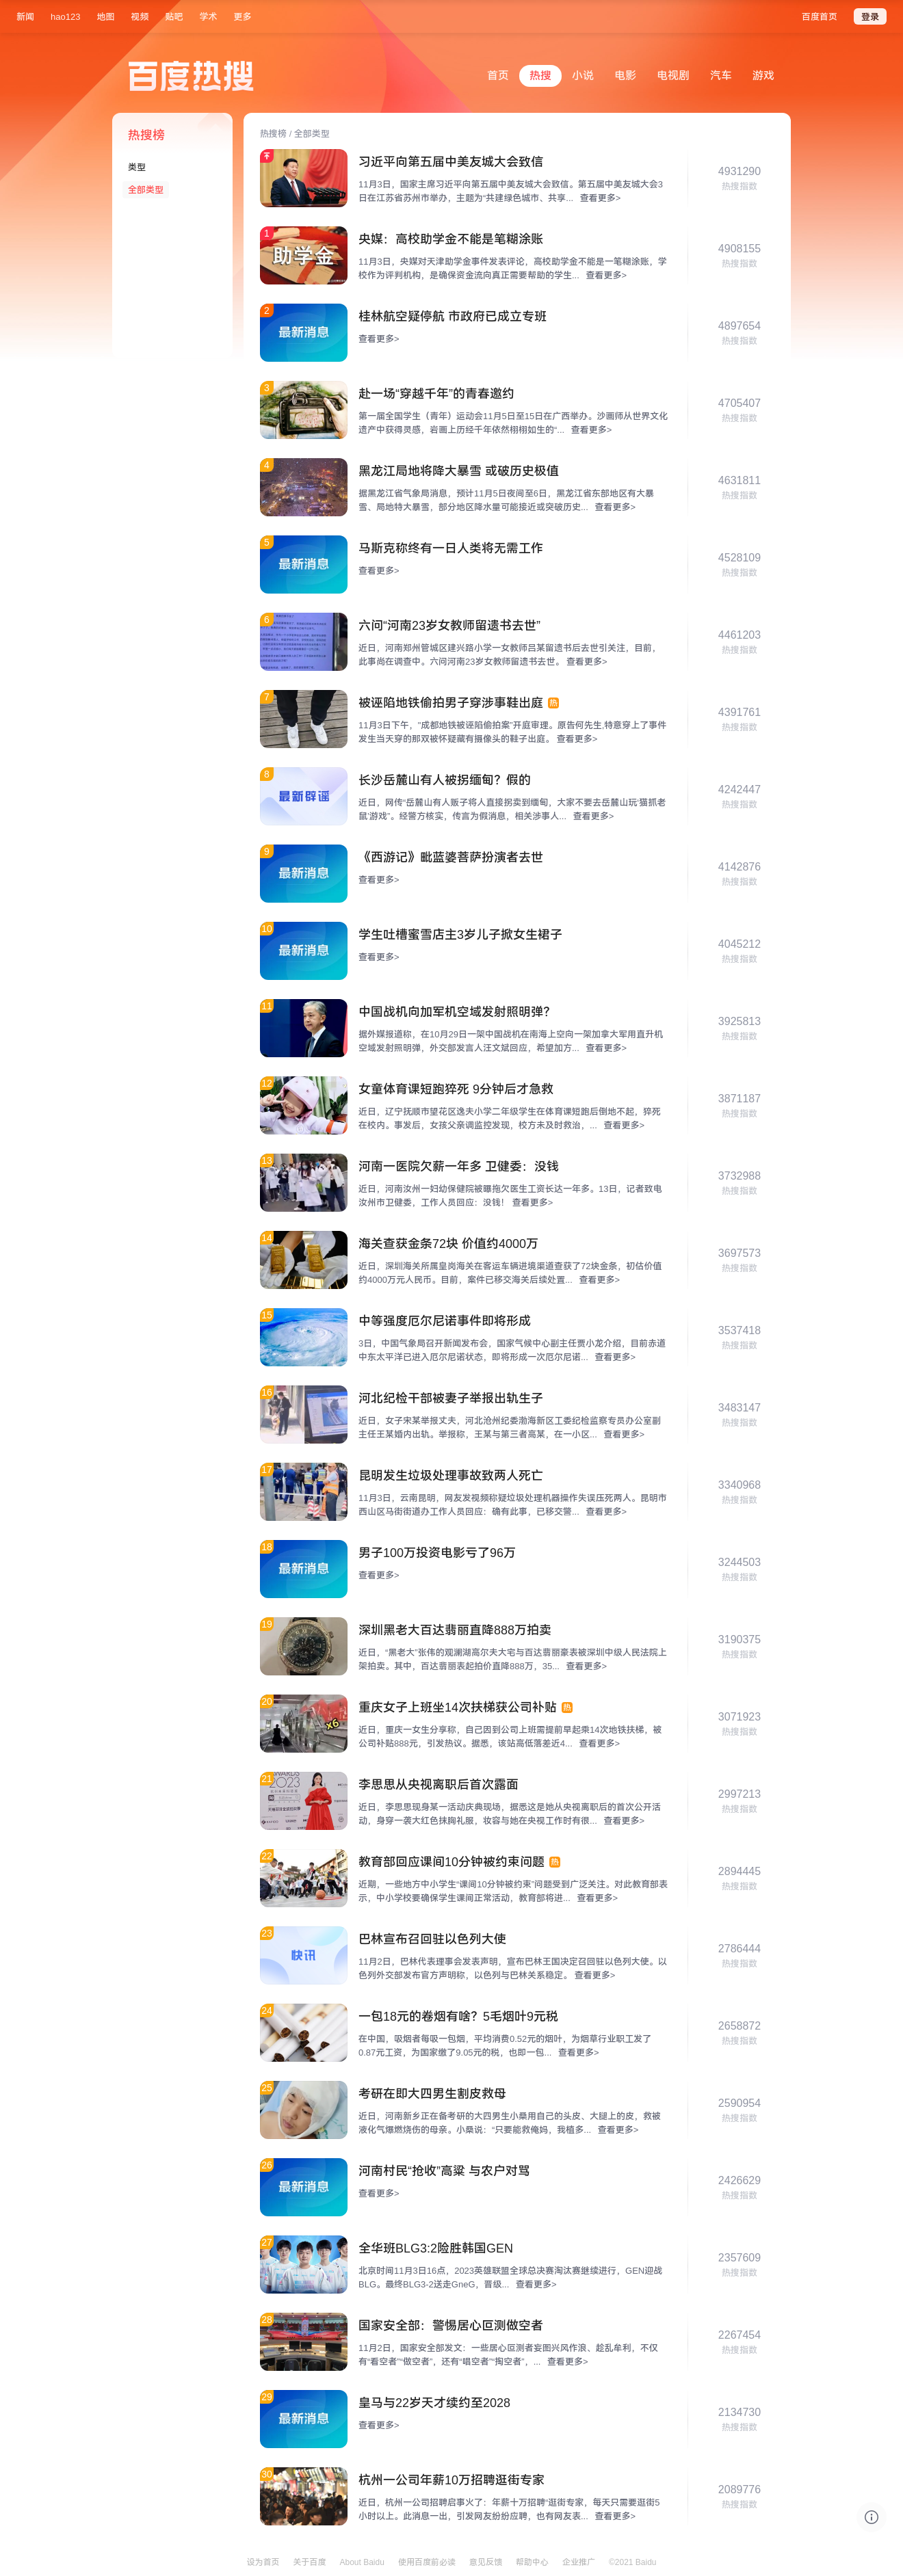 新闻 hao123 地图 视频 贴吧 学术 更多 百度首页 登录
百度热搜
首页 热搜 小说 电影 电视剧 汽车 游戏
热搜榜
类型
全部类型
热搜榜 / 全部类型
习近平向第五届中美友城大会致信
11月3日，国家主席习近平向第五届中美友城大会致信。第五届中美友城大会3
日在江苏省苏州市举办，主题为“共建绿色城市、共享... 查看更多>
4931290
热搜指数
1
助学金
央媒：高校助学金不能是笔糊涂账
11月3日，央媒对天津助学金事件发表评论，高校助学金不能是一笔糊涂账，学
校作为评判机构，是确保资金流向真正需要帮助的学生... 查看更多>
4908155
热搜指数
2
最新消息
桂林航空疑停航 市政府已成立专班
查看更多>
4897654
热搜指数
3
赴一场“穿越千年”的青春邀约
第一届全国学生（青年）运动会11月5日至15日在广西举办。沙画师从世界文化
遗产中获得灵感，岩画上历经千年依然栩栩如生的“... 查看更多>
4705407
热搜指数
4
黑龙江局地将降大暴雪 或破历史极值
据黑龙江省气象局消息，预计11月5日夜间至6日，黑龙江省东部地区有大暴
雪、局地特大暴雪，部分地区降水量可能接近或突破历史... 查看更多>
4631811
热搜指数
5
最新消息
马斯克称终有一日人类将无需工作
查看更多>
4528109
热搜指数
6
六问“河南23岁女教师留遗书去世”
近日，河南郑州管城区建兴路小学一女教师吕某留遗书后去世引关注，目前，
此事尚在调查中。六问河南23岁女教师留遗书去世。 查看更多>
4461203
热搜指数
7
被诬陷地铁偷拍男子穿涉事鞋出庭 热
11月3日下午，"成都地铁被诬陷偷拍案"开庭审理。原告何先生,特意穿上了事件
发生当天穿的那双被怀疑藏有摄像头的鞋子出庭。 查看更多>
4391761
热搜指数
8
最新辟谣
长沙岳麓山有人被拐缅甸？假的
近日，网传“岳麓山有人贩子将人直接拐卖到缅甸，大家不要去岳麓山玩‘猫抓老
鼠’游戏”。经警方核实，传言为假消息，相关涉事人... 查看更多>
4242447
热搜指数
9
最新消息
《西游记》毗蓝婆菩萨扮演者去世
查看更多>
4142876
热搜指数
10
最新消息
学生吐槽蜜雪店主3岁儿子掀女生裙子
查看更多>
4045212
热搜指数
11
中国战机向加军机空域发射照明弹？
据外媒报道称，在10月29日一架中国战机在南海上空向一架加拿大军用直升机
空域发射照明弹，外交部发言人汪文斌回应，希望加方... 查看更多>
3925813
热搜指数
12
女童体育课短跑猝死 9分钟后才急救
近日，辽宁抚顺市望花区逸夫小学二年级学生在体育课短跑后倒地不起，猝死
在校内。事发后，女孩父亲调监控发现，校方未及时救治，... 查看更多>
3871187
热搜指数
13
河南一医院欠薪一年多 卫健委：没钱
近日，河南汝州一妇幼保健院被曝拖欠医生工资长达一年多。13日，记者致电
汝州市卫健委，工作人员回应：没钱！ 查看更多>
3732988
热搜指数
14
海关查获金条72块 价值约4000万
近日，深圳海关所属皇岗海关在客运车辆进境渠道查获了72块金条，初估价值
约4000万元人民币。目前，案件已移交海关后续处置... 查看更多>
3697573
热搜指数
15
中等强度厄尔尼诺事件即将形成
3日，中国气象局召开新闻发布会，国家气候中心副主任贾小龙介绍，目前赤道
中东太平洋已进入厄尔尼诺状态，即将形成一次厄尔尼诺... 查看更多>
3537418
热搜指数
16
河北纪检干部被妻子举报出轨生子
近日，女子宋某举报丈夫，河北沧州纪委渤海新区工委纪检监察专员办公室副
主任王某婚内出轨。举报称，王某与第三者高某，在一小区... 查看更多>
3483147
热搜指数
17
昆明发生垃圾处理事故致两人死亡
11月3日，云南昆明，网友发视频称疑垃圾处理机器操作失误压死两人。昆明市
西山区马街街道办工作人员回应：确有此事，已移交警... 查看更多>
3340968
热搜指数
18
最新消息
男子100万投资电影亏了96万
查看更多>
3244503
热搜指数
19
深圳黑老大百达翡丽直降888万拍卖
近日，“黑老大”张伟的观澜湖高尔夫大宅与百达翡丽豪表被深圳中级人民法院上
架拍卖。其中，百达翡丽表起拍价直降888万，35... 查看更多>
3190375
热搜指数
20
x6
重庆女子上班坐14次扶梯获公司补贴 热
近日，重庆一女生分享称，自己因到公司上班需提前早起乘14次地铁扶梯，被
公司补贴888元，引发热议。据悉，该站高低落差近4... 查看更多>
3071923
热搜指数
21
2023
李思思从央视离职后首次露面
近日，李思思现身某一活动庆典现场，据悉这是她从央视离职后的首次公开活
动，身穿一袭大红色抹胸礼服，妆容与她在央视工作时有很... 查看更多>
2997213
热搜指数
22
教育部回应课间10分钟被约束问题 热
近期，一些地方中小学生“课间10分钟被约束”问题受到广泛关注。对此教育部表
示，中小学校要确保学生课间正常活动，教育部将进... 查看更多>
2894445
热搜指数
23
快讯
巴林宣布召回驻以色列大使
11月2日，巴林代表理事会发表声明，宣布巴林王国决定召回驻以色列大使。以
色列外交部发布官方声明称，以色列与巴林关系稳定。 查看更多>
2786444
热搜指数
24
一包18元的卷烟有啥？5毛烟叶9元税
在中国，吸烟者每吸一包烟，平均消费0.52元的烟叶，为烟草行业职工发了
0.87元工资，为国家缴了9.05元的税，也即一包... 查看更多>
2658872
热搜指数
25
考研在即大四男生割皮救母
近日，河南新乡正在备考研的大四男生小桑用自己的头皮、大腿上的皮，救被
液化气爆燃烧伤的母亲。小桑说：“只要能救俺妈，我植多... 查看更多>
2590954
热搜指数
26
最新消息
河南村民“抢收”高粱 与农户对骂
查看更多>
2426629
热搜指数
27
全华班BLG3:2险胜韩国GEN
北京时间11月3日16点，2023英雄联盟全球总决赛淘汰赛继续进行，GEN迎战
BLG。最终BLG3-2送走GneG，晋级... 查看更多>
2357609
热搜指数
28
国家安全部：警惕居心叵测做空者
11月2日，国家安全部发文：一些居心叵测者妄图兴风作浪、趁乱牟利，不仅
有“看空者”“做空者”，还有“唱空者”“掏空者”，... 查看更多>
2267454
热搜指数
29
最新消息
皇马与22岁天才续约至2028
查看更多>
2134730
热搜指数
30
杭州一公司年薪10万招聘逛街专家
近日，杭州一公司招聘启事火了：年薪十万招聘“逛街专家，每天只需要逛街5
小时以上。此消息一出，引发网友纷纷应聘，也有网友表... 查看更多>
2089776
热搜指数
设为首页 关于百度 About Baidu 使用百度前必读 意见反馈 帮助中心 企业推广 ©2021 Baidu